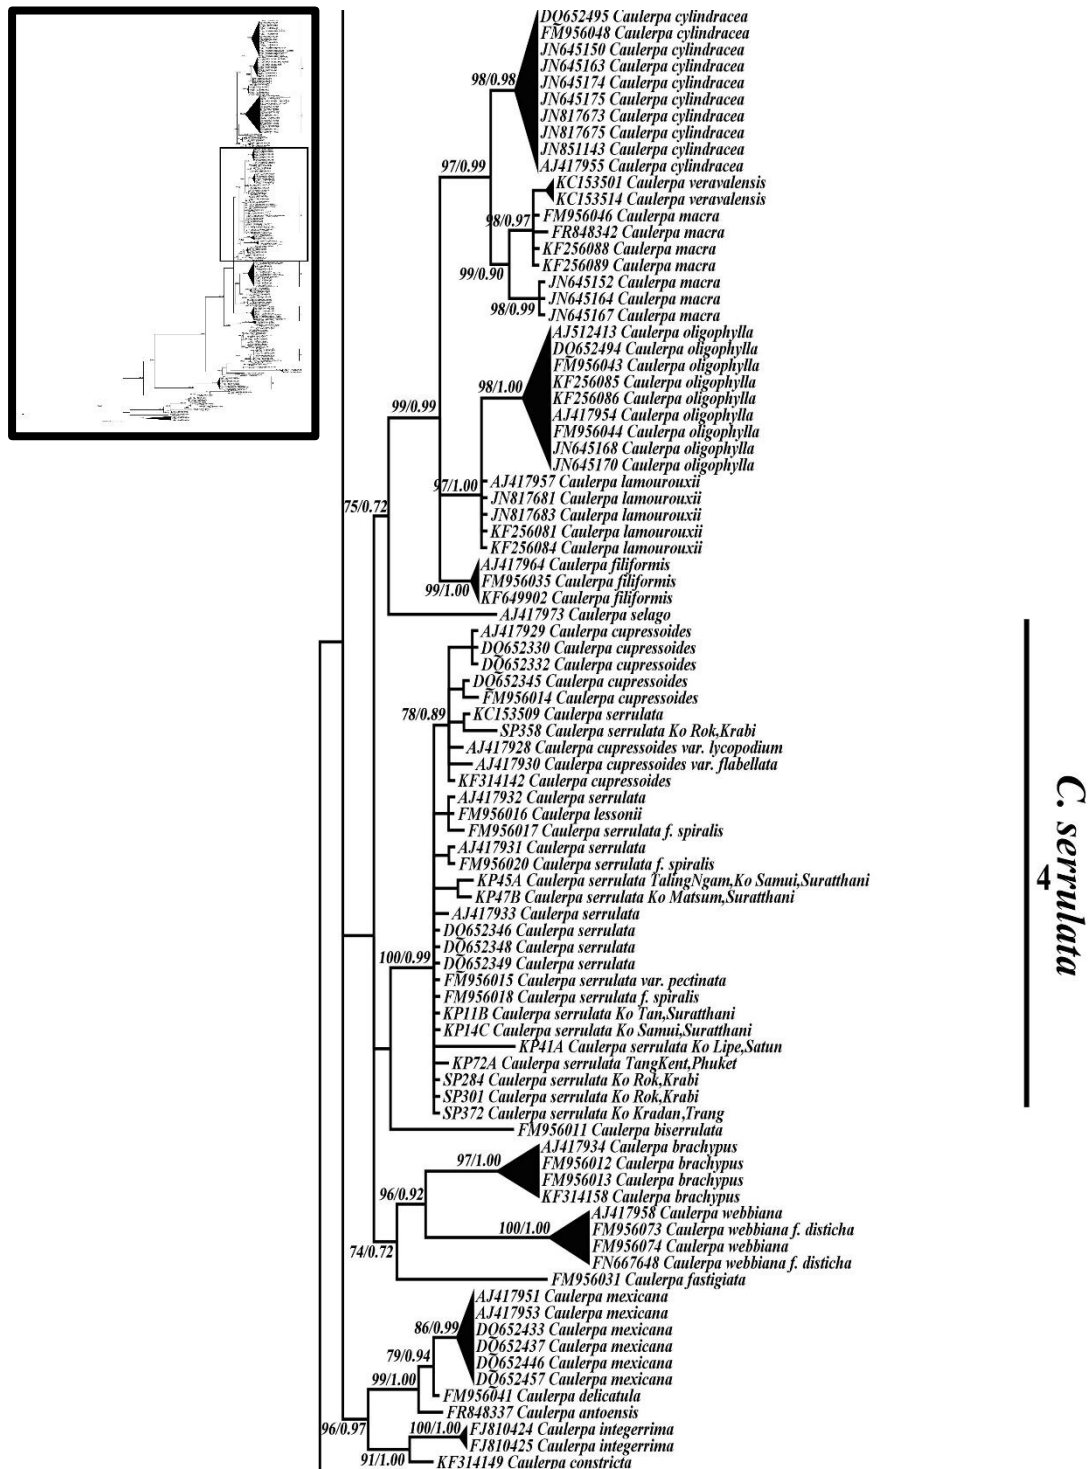 DQ652495 Caulerpa cylindracea
FM956048 Caulerpa cylindracea
JN645150 Caulerpa cylindracea
JN645163 Caulerpa cylindracea
98/0.98
JN645174 Caulerpa cylindracea
JN645175 Caulerpa cylindracea
JN817673 Caulerpa cylindracea
JN817675 Caulerpa cylindracea
JN851143 Caulerpa cylindracea
97/0.99
AJ417955 Caulerpa cylindracea
KC153501 Caulerpa veravalensis
KC153514 Caulerpa veravalensis
98/0.97
FM956046 Caulerpa macra
FR848342 Caulerpa macra
KF256088 Caulerpa macra
KF256089 Caulerpa macra
99/0.90
JN645152 Caulerpa macra
JN645164 Caulerpa macra
98/0.99
JN645167 Caulerpa macra
AJ512413 Caulerpa oligophylla
DQ652494 Caulerpa oligophylla
FM956043 Caulerpa oligophylla
98/1.00
KF256085 Caulerpa oligophylla
KF256086 Caulerpa oligophylla
99/0.99
AJ417954 Caulerpa oligophylla
FM956044 Caulerpa oligophylla
JN645168 Caulerpa oligophylla
JN645170 Caulerpa oligophylla
97/1.00
AJ417957 Caulerpa lamourouxii
JN817681 Caulerpa lamourouxii
75/0.72
JN817683 Caulerpa lamourouxii
KF256081 Caulerpa lamourouxii
KF256084 Caulerpa lamourouxii
AJ417964 Caulerpa filiformis
FM956035 Caulerpa filiformis
99/1.00
KF649902 Caulerpa filiformis
AJ417973 Caulerpa selago
AJ417929 Caulerpa cupressoides
DQ652330 Caulerpa cupressoides
DQ652332 Caulerpa cupressoides
DQ652345 Caulerpa cupressoides
FM956014 Caulerpa cupressoides
78/0.89
KC153509 Caulerpa serrulata
SP358 Caulerpa serrulata Ko Rok,Krabi
AJ417928 Caulerpa cupressoides var. lycopodium
AJ417930 Caulerpa cupressoides var. flabellata
KF314142 Caulerpa cupressoides
AJ417932 Caulerpa serrulata
FM956016 Caulerpa lessonii
FM956017 Caulerpa serrulata f. spiralis
AJ417931 Caulerpa serrulata
FM956020 Caulerpa serrulata f. spiralis
KP45A Caulerpa serrulata TalingNgam,Ko Samui,Suratthani
KP47B Caulerpa serrulata Ko Matsum,Suratthani
AJ417933 Caulerpa serrulata
DQ652346 Caulerpa serrulata
DQ652348 Caulerpa serrulata
100/0.99
DQ652349 Caulerpa serrulata
FM956015 Caulerpa serrulata var. pectinata
FM956018 Caulerpa serrulata f. spiralis
KP11B Caulerpa serrulata Ko Tan,Suratthani
KP14C Caulerpa serrulata Ko Samui,Suratthani
KP41A Caulerpa serrulata Ko Lipe,Satun
KP72A Caulerpa serrulata TangKent,Phuket
SP284 Caulerpa serrulata Ko Rok,Krabi
SP301 Caulerpa serrulata Ko Rok,Krabi
SP372 Caulerpa serrulata Ko Kradan,Trang
4
C. serrulata
FM956011 Caulerpa biserrulata
AJ417934 Caulerpa brachypus
97/1.00
FM956012 Caulerpa brachypus
FM956013 Caulerpa brachypus
96/0.92
KF314158 Caulerpa brachypus
AJ417958 Caulerpa webbiana
100/1.00
FM956073 Caulerpa webbiana f. disticha
FM956074 Caulerpa webbiana
74/0.72
FN667648 Caulerpa webbiana f. disticha
FM956031 Caulerpa fastigiata
AJ417951 Caulerpa mexicana
AJ417953 Caulerpa mexicana
86/0.99
DQ652433 Caulerpa mexicana
DQ652437 Caulerpa mexicana
79/0.94
DQ652446 Caulerpa mexicana
99/1.00
DQ652457 Caulerpa mexicana
FM956041 Caulerpa delicatula
FR848337 Caulerpa antoensis
96/0.97
100/1.00
FJ810424 Caulerpa integerrima
FJ810425 Caulerpa integerrima
91/1.00
KF314149 Caulerpa constricta